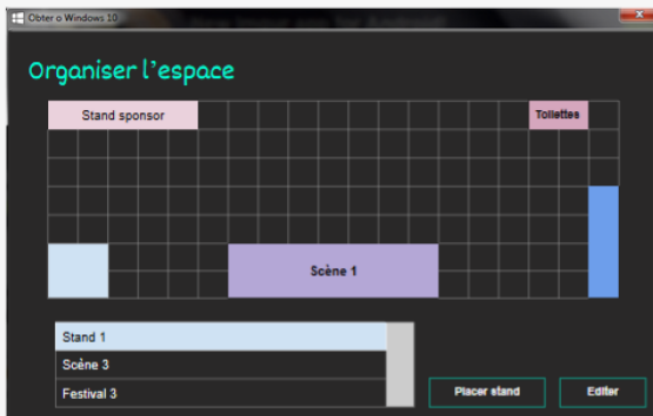 Obter o Windows 10
Organiser l'espace
Stand sponsor
Toilettes
Scène 1
Stand 1
Scène 3
Festival 3
Placer stand
Editer